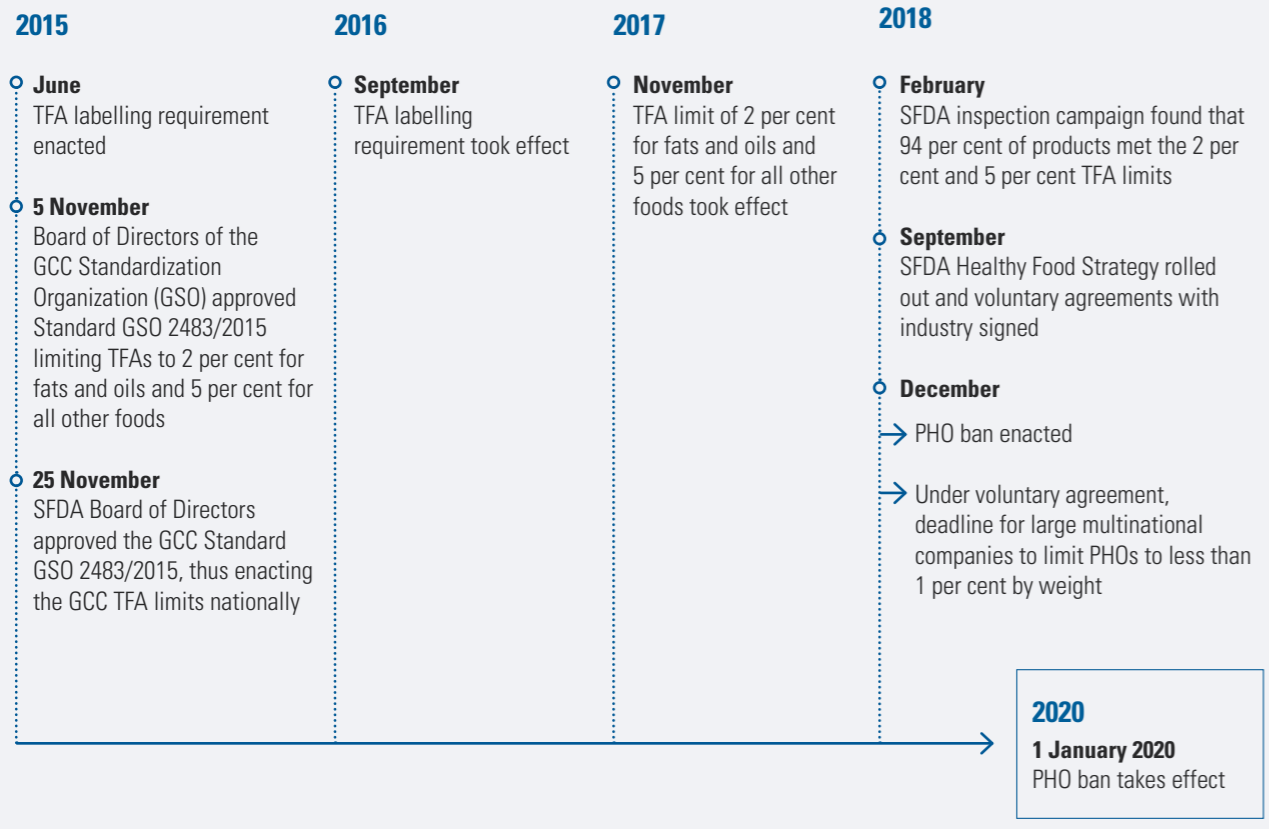 2015
June
TFA labelling requirement
enacted
5 November
Board of Directors of the
GCC Standardization
Organization (GSO) approved
Standard GSO 2483/2015
limiting TFAs to 2 per cent for
fats and oils and 5 per cent for
all other foods
25 November
SFDA Board of Directors
approved the GCC Standard
GSO 2483/2015, thus enacting
the GCC TFA limits nationally
2016
September
TFA labelling
requirement took effect
2017
November
TFA limit of 2 per cent
for fats and oils and
5 per cent for all other
foods took effect
2018
February
SFDA inspection campaign found that
94 per cent of products met the 2 per
cent and 5 per cent TFA limits
September
SFDA Healthy Food Strategy rolled
out and voluntary agreements with
industry signed
December
PHO ban enacted
Under voluntary agreement,
deadline for large multinational
companies to limit PHOs to less than
1 per cent by weight
2020
1 January 2020
PHO ban takes effect